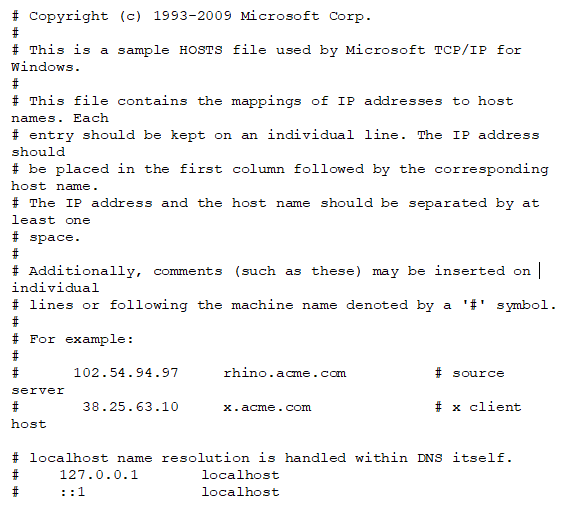 # Copyright (c) 1993-2009 Microsoft Corp.
#
# This is a sample HOSTS file used by Microsoft TCP/IP for
Windows.
#
# This file contains the mappings of IP addresses to host
names. Each
# entry should be kept on an individual line. The IP address
should
# be placed in the first column followed by the corresponding
host name.
# The IP address and the host name should be separated by at
least one
# space.
#
# Additionally, comments (such as these) may be inserted on
individual
# lines or following the machine name denoted by a '#' symbol.
#
# For example:
#
#      102.54.94.97     rhino.acme.com          # source
server
#       38.25.63.10     x.acme.com              # x client
host

# localhost name resolution is handled within DNS itself.
#	127.0.0.1       localhost
#	::1             localhost